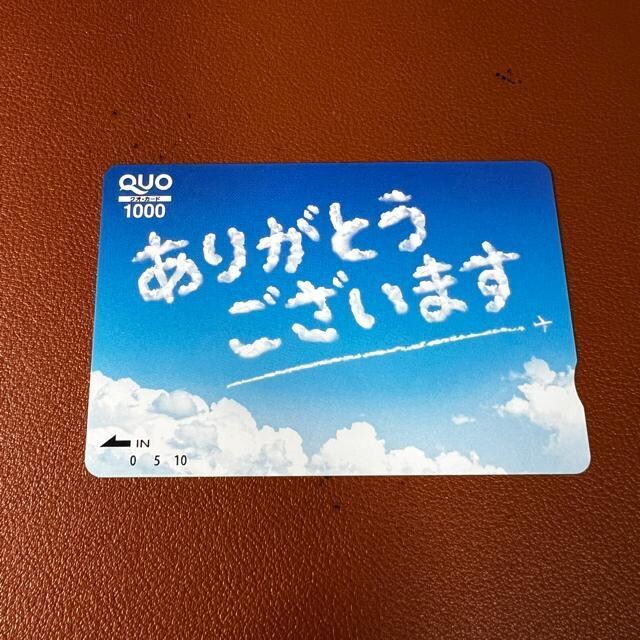 QUO
クオ・カード
1000
ありがとう
ございます
IN
0 5 10